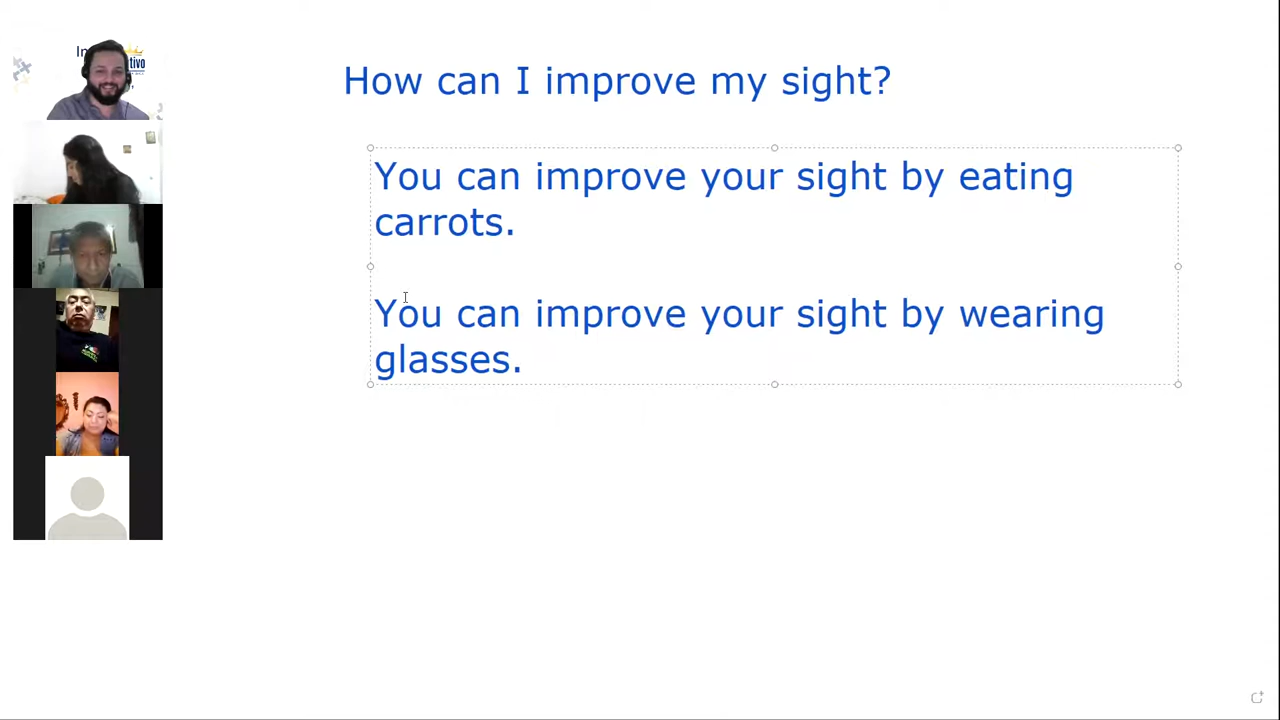 How can I improve my sight?
You can improve your sight by eating
carrots.
You can improve your sight by wearing
glasses.